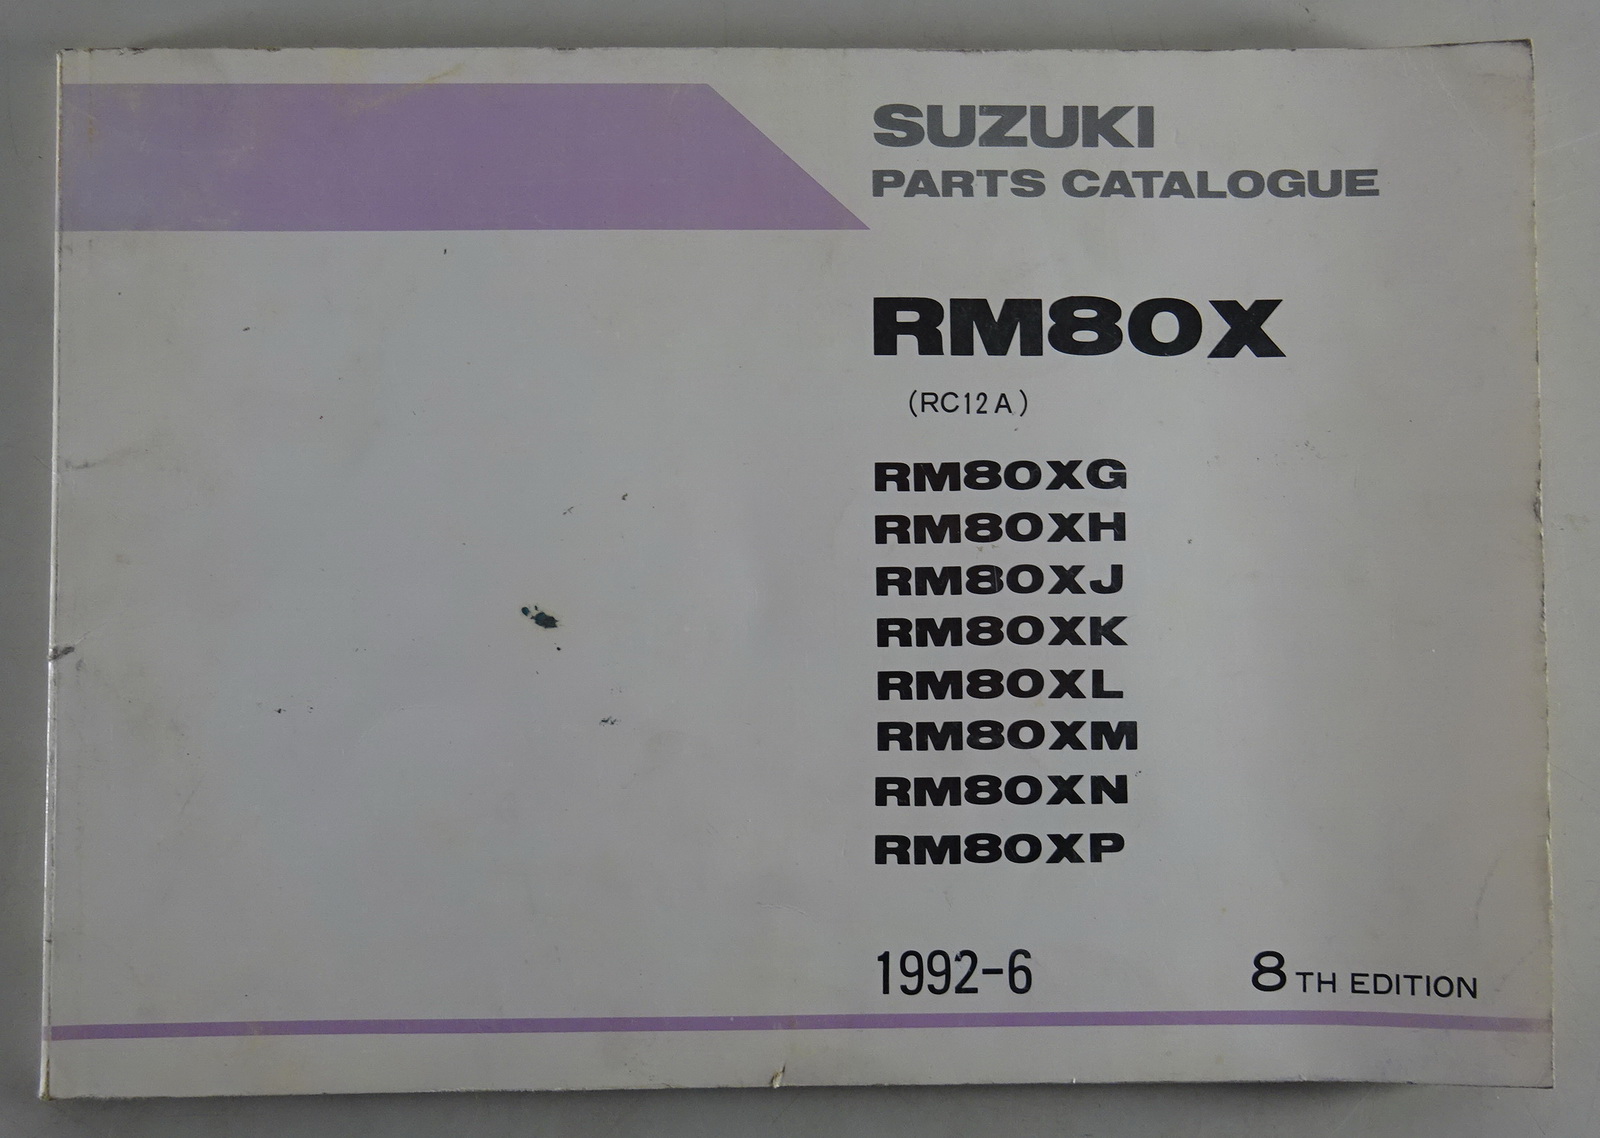 SUZUKI
PARTS CATALOGUE
RM80X
(RC12A)
RM80XG
RM80XH
RM80XJ
RM80XK
RM80XL
RM80XM
RM80XN
RM80XP
1992-6 8TH EDITION